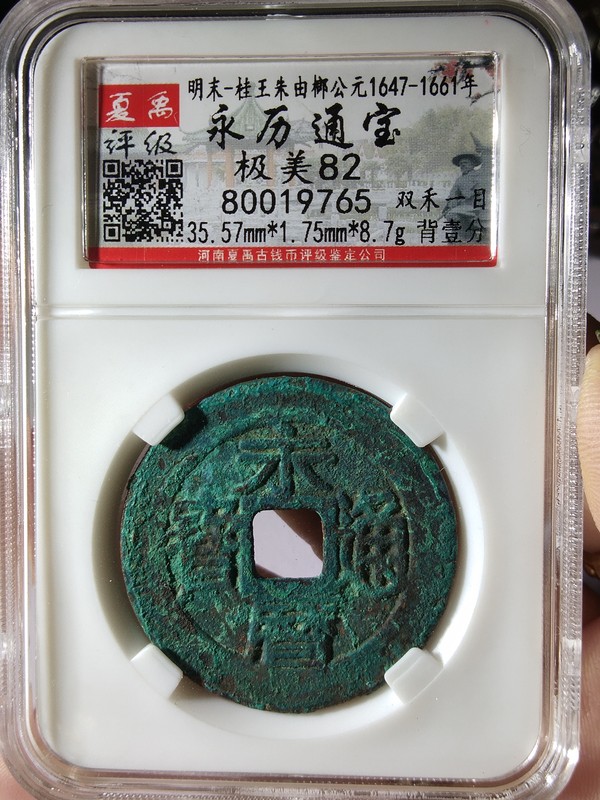 夏禹
评级
明末-桂王朱由榔公元1647-1661年
永历通宝
极美82
80019765 双禾一目
35.57mm*1.75mm*8.7g 背壹分
河南夏禹古钱币评级鉴定公司
永曆通寳